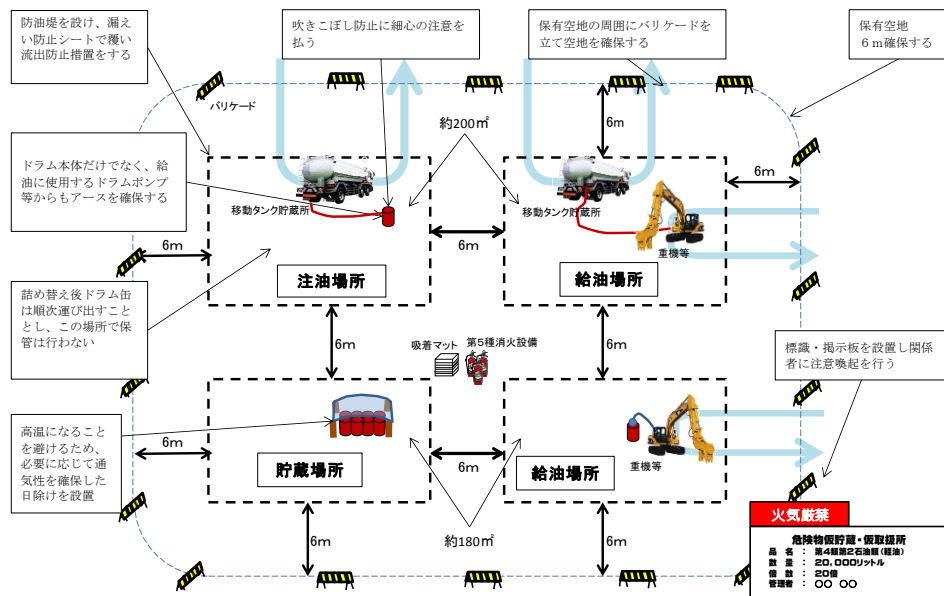 防油堤を設け、漏え
い防止シートで覆い
流出防止措置をする
吹きこぼし防止に細心の注意を
払う
保有空地の周囲にバリケードを
立て空地を確保する
保有空地
６ｍ確保する
バリケード
6m
約200㎡
ドラム本体だけでなく、給
油に使用するドラムポンプ
等からもアースを確保する
移動タンク貯蔵所
移動タンク貯蔵所
6m
6m
6m
重機等
注油場所
給油場所
詰め替え後ドラム缶
は順次運び出すこと
とし、この場所で保
管は行わない
6m
6m
吸着マット
第5種消火設備
標識・掲示板を設置し関係
者に注意喚起を行う
高温になること
を避けるため、
必要に応じて通
気性を確保した
日除けを設置
6m
6m
重機等
貯蔵場所
給油場所
6m
約180㎡
6m
火気厳禁
危険物仮貯蔵・仮取扱所
品 名 ： 第4類第2石油類（軽油）
数 量 ： 20,000リットル
倍 数 ： 20倍
管理者 ： ○○ ○○